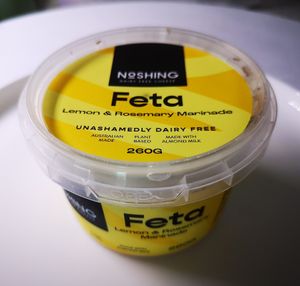 NOSHING
DAIRY FREE CHEESE
Feta
Lemon & Rosemary Marinade
UNASHAMEDLY DAIRY FREE
AUSTRALIAN MADE
PLANT BASED
MADE WITH ALMOND MILK
260G
NOSHING
Feta
Lemon & Rosemary
Marinade